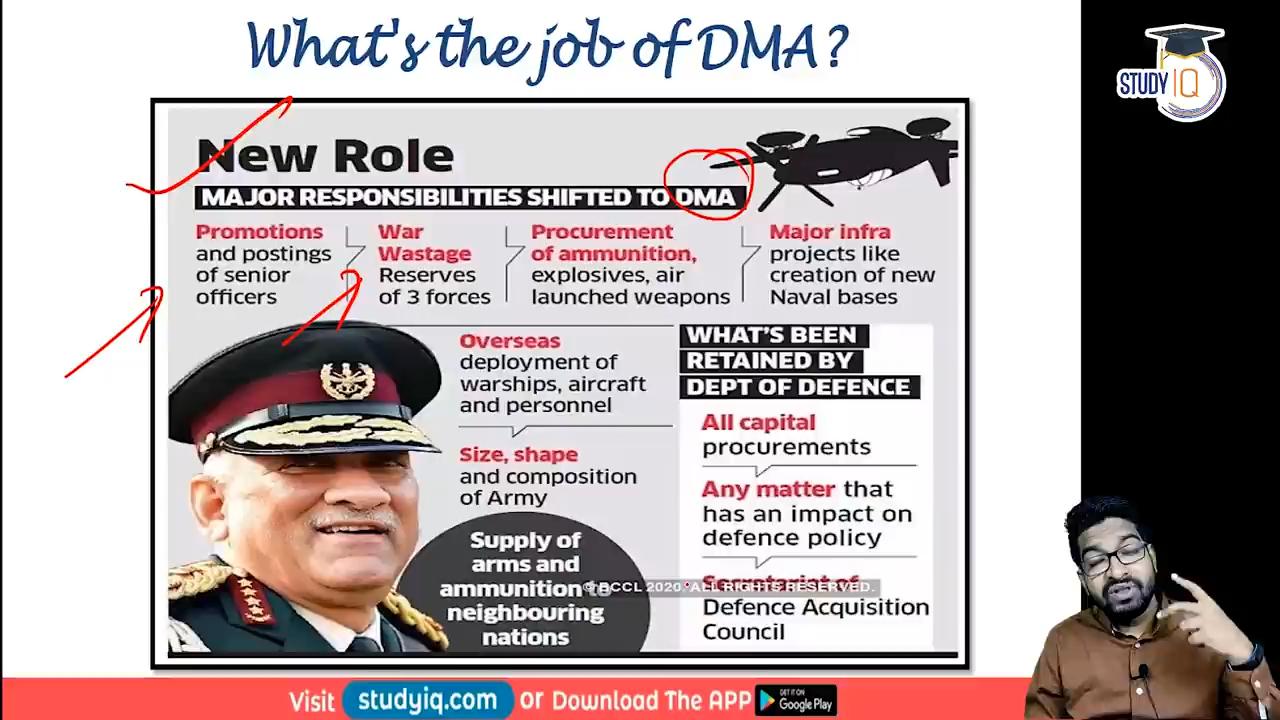 What's the job of DMA?
STUDY IQ
New Role
MAJOR RESPONSIBILITIES SHIFTED TO DMA
Promotions
and postings
of senior
officers
War
Wastage
Reserves
of 3 forces
Procurement
of ammunition,
explosives, air
launched weapons
Major infra
projects like
creation of new
Naval bases
Overseas
deployment of
warships, aircraft
and personnel
Size, shape
and composition
of Army
Supply of
arms and
ammunition to
neighbouring
nations
WHAT'S BEEN
RETAINED BY
DEPT OF DEFENCE
All capital
procurements
Any matter that
has an impact on
defence policy
Secretariat of
Defence Acquisition
Council
© BCCL 2020. ALL RIGHTS RESERVED.
Visit studyiq.com or Download The APP GET IT ON Google Play